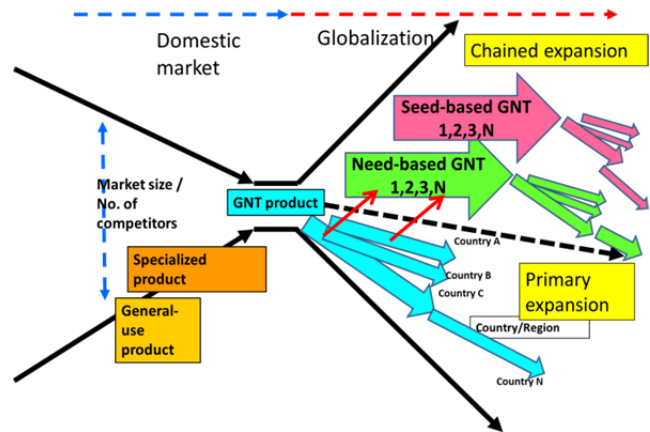 Domestic
market
Globalization
Chained expansion
Seed-based GNT
1,2,3,N
Need-based GNT
1,2,3,N
Market size /
No. of
competitors
GNT product
Country A
Country B
Country C
Specialized
product
General-
use
product
Primary
expansion
Country/Region
Country N